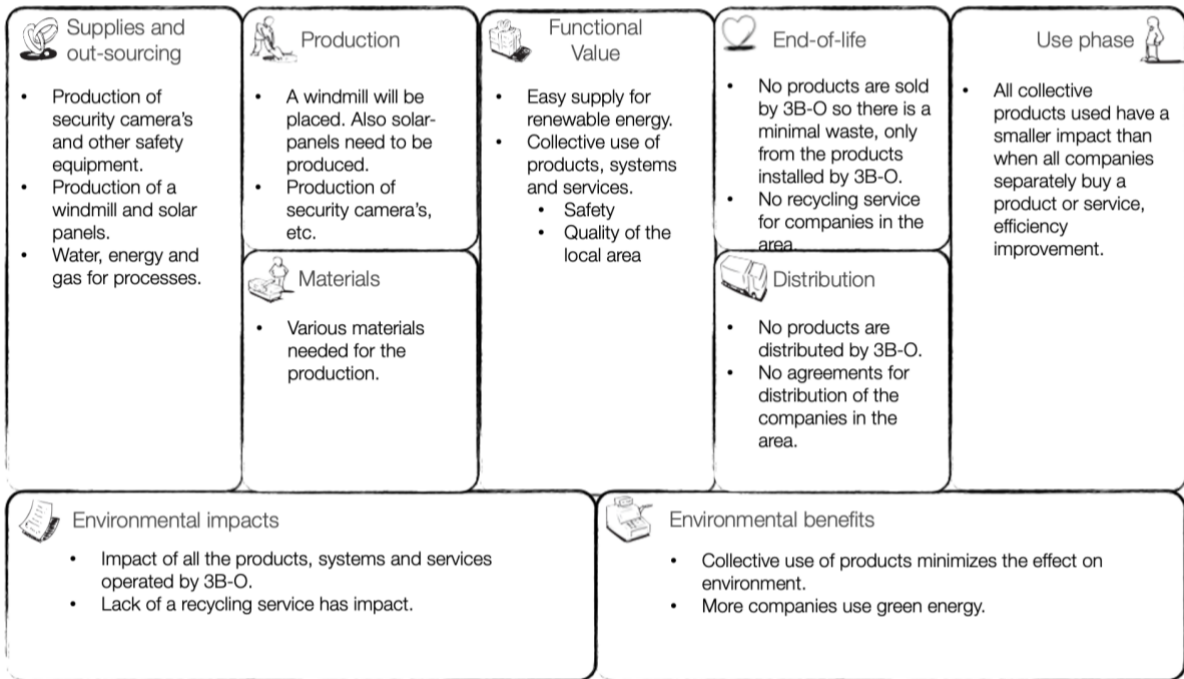 Supplies and
out-sourcing
• Production of
security camera's
and other safety
equipment.
• Production of a
windmill and solar
panels.
• Water, energy and
gas for processes.
Production
• A windmill will be
placed. Also solar-
panels need to be
produced.
• Production of
security camera's,
etc.
Materials
• Various materials
needed for the
production.
Functional
Value
• Easy supply for
renewable energy.
• Collective use of
products, systems
and services.
• Safety
• Quality of the
local area
End-of-life
• No products are sold
by 3B-O so there is a
minimal waste, only
from the products
installed by 3B-O.
• No recycling service
for companies in the
area.
Distribution
• No products are
distributed by 3B-O.
• No agreements for
distribution of the
companies in the
area.
Use phase
• All collective
products used have a
smaller impact than
when all companies
separately buy a
product or service,
efficiency
improvement.
Environmental impacts
• Impact of all the products, systems and services
operated by 3B-O.
• Lack of a recycling service has impact.
Environmental benefits
• Collective use of products minimizes the effect on
environment.
• More companies use green energy.